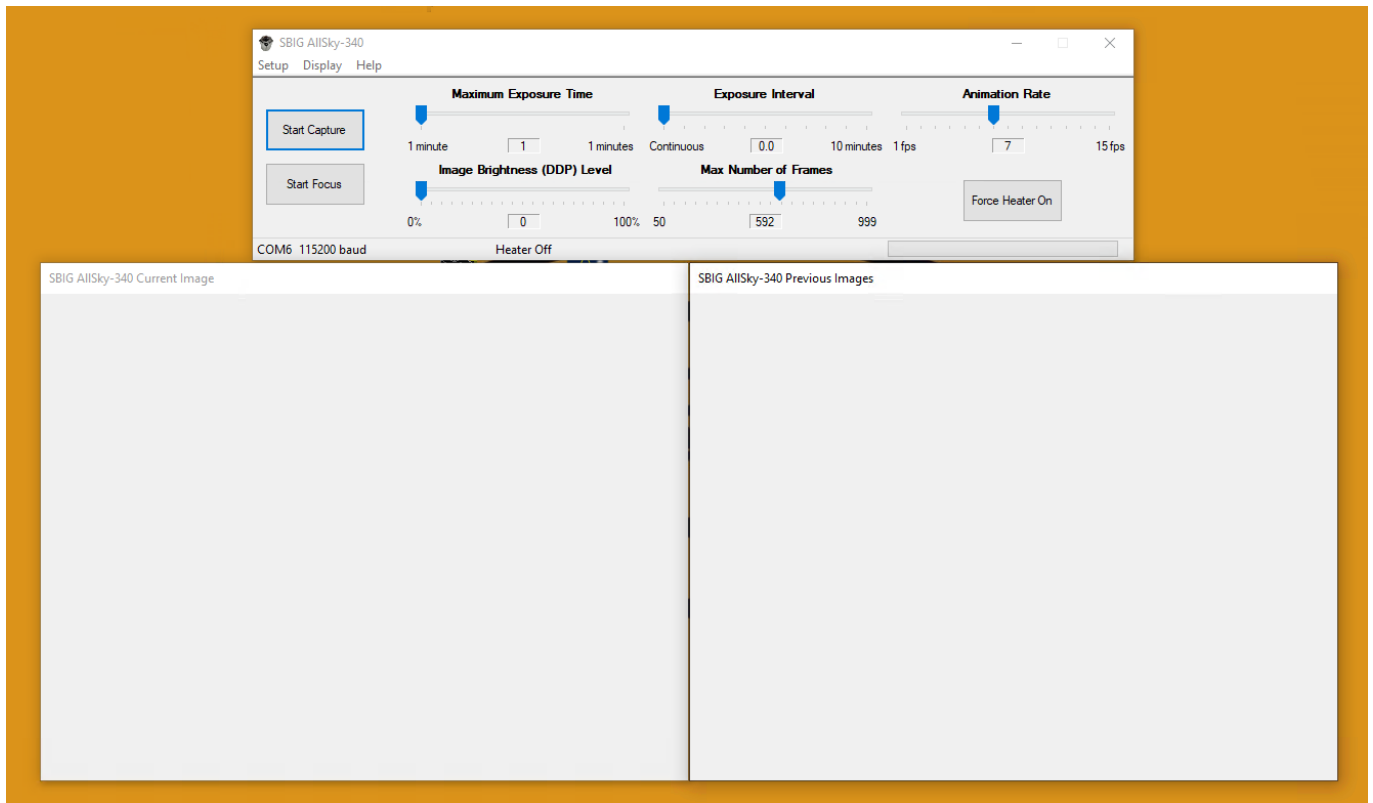 SBIG AllSky-340
Setup Display Help
Maximum Exposure Time
Exposure Interval
Animation Rate
Start Capture
1 minute 1 1 minutes
Continuous 0.0 10 minutes
1 fps 7 15 fps
Image Brightness (DDP) Level
Max Number of Frames
Start Focus
Force Heater On
0% 0 100%
50 592 999
COM6 115200 baud Heater Off
SBIG AllSky-340 Current Image
SBIG AllSky-340 Previous Images